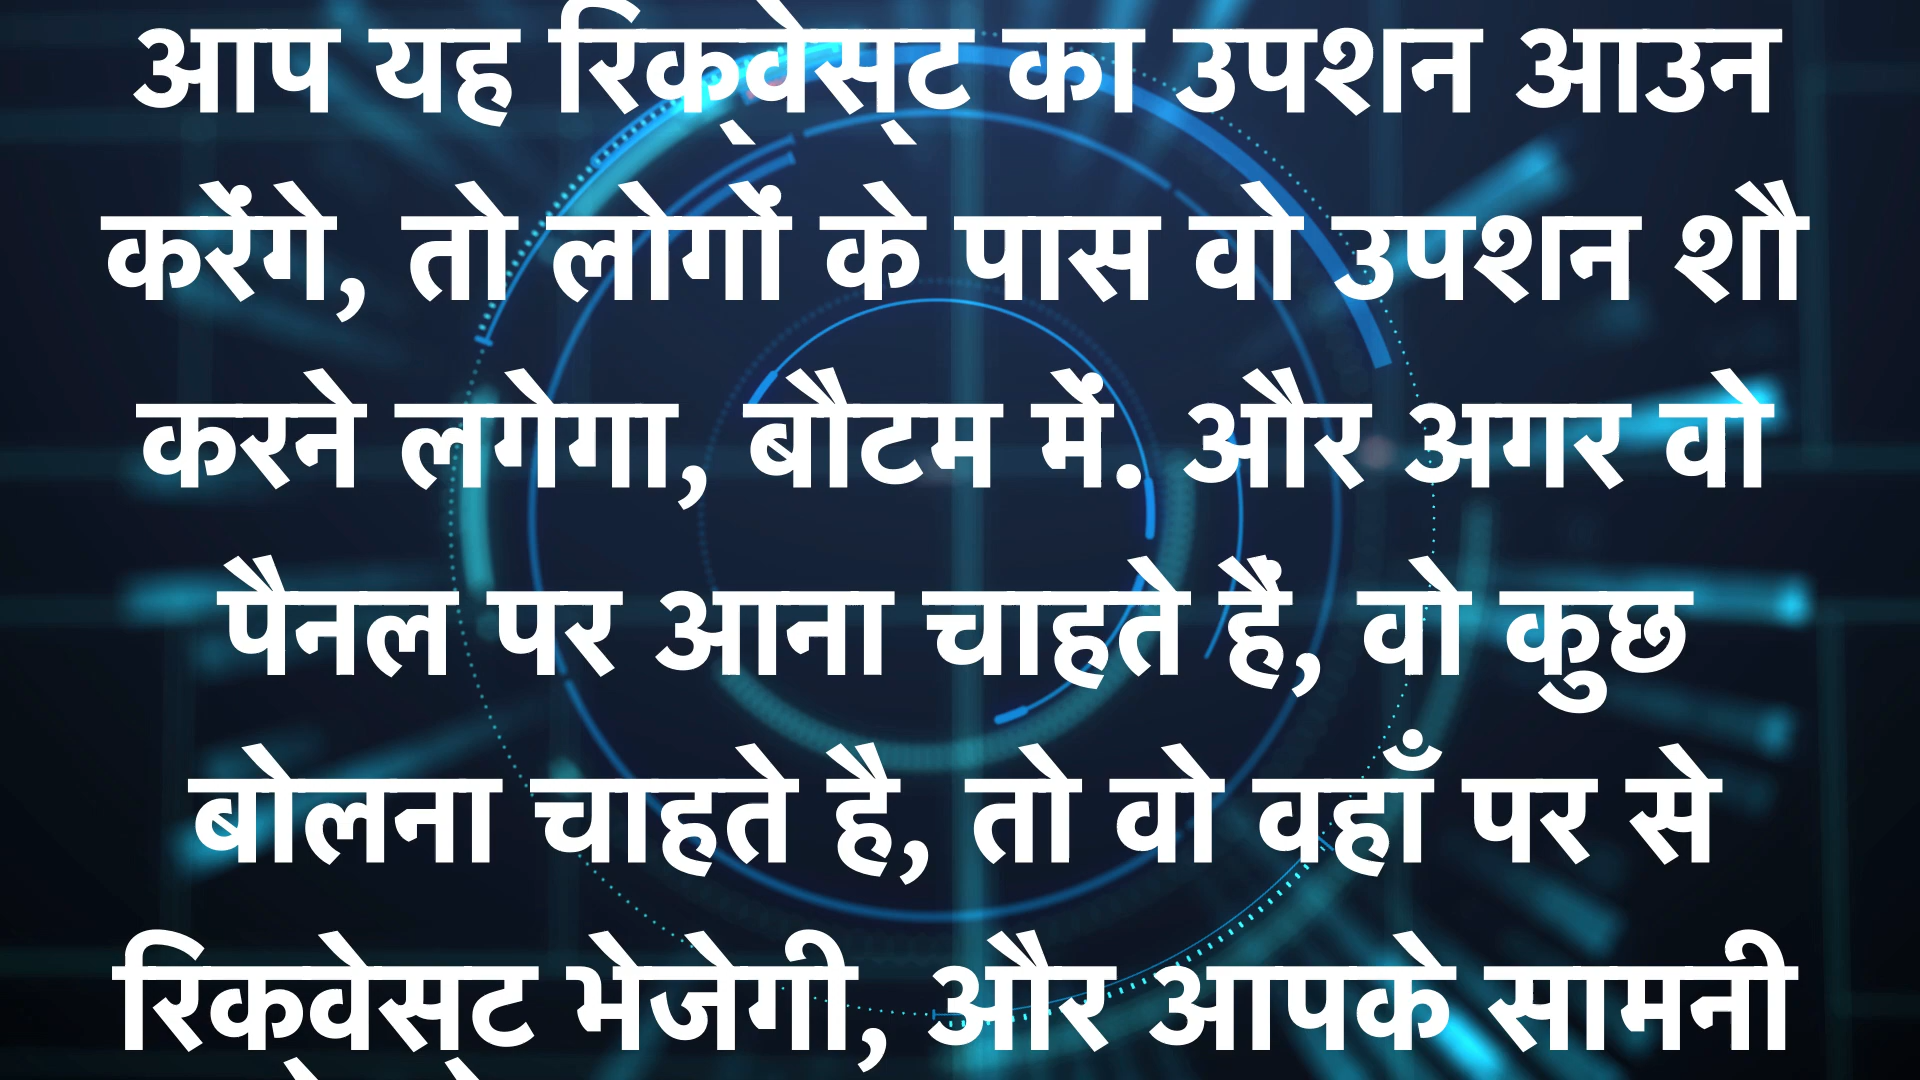 आप यह रिक्वेस्ट का उपशन आउन
करेंगे, तो लोगों के पास वो उपशन शौ
करने लगेगा, बौटम में. और अगर वो
पैनल पर आना चाहते हैं, वो कुछ
बोलना चाहते है, तो वो वहाँ पर से
रिक्वेस्ट भेजेगी, और आपके सामनी